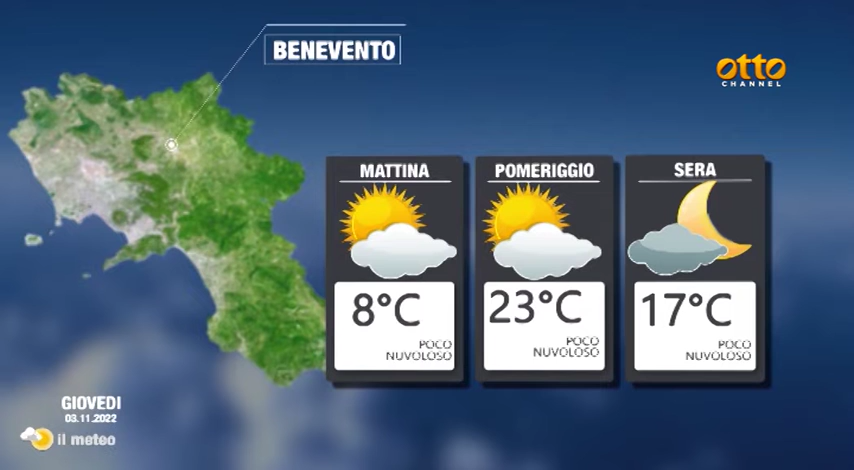 BENEVENTO
otto
CHANNEL
MATTINA
8°C
POCO
NUVOLOSO
POMERIGGIO
23°C
POCO
NUVOLOSO
SERA
17°C
POCO
NUVOLOSO
GIOVEDI
03.11.2022
il meteo